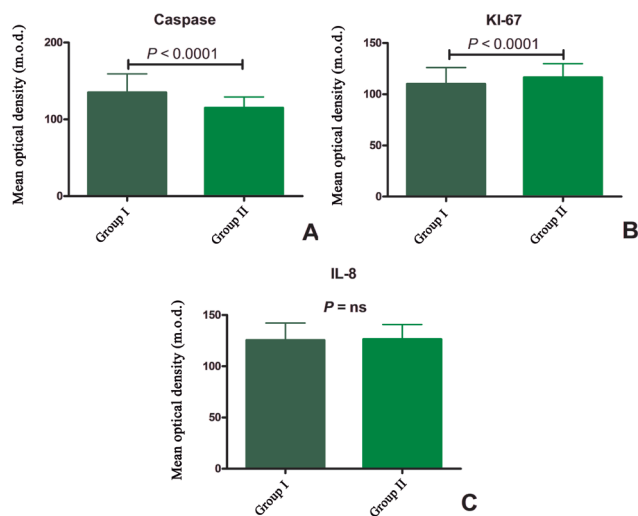 Caspase
Mean optical density (m.o.d.)
200
100
0
P < 0.0001
Group I
Group II
A
KI-67
Mean optical density (m.o.d.)
150
100
50
0
P < 0.0001
Group I
Group II
B
IL-8
Mean optical density (m.o.d.)
150
100
50
0
P = ns
Group I
Group II
C